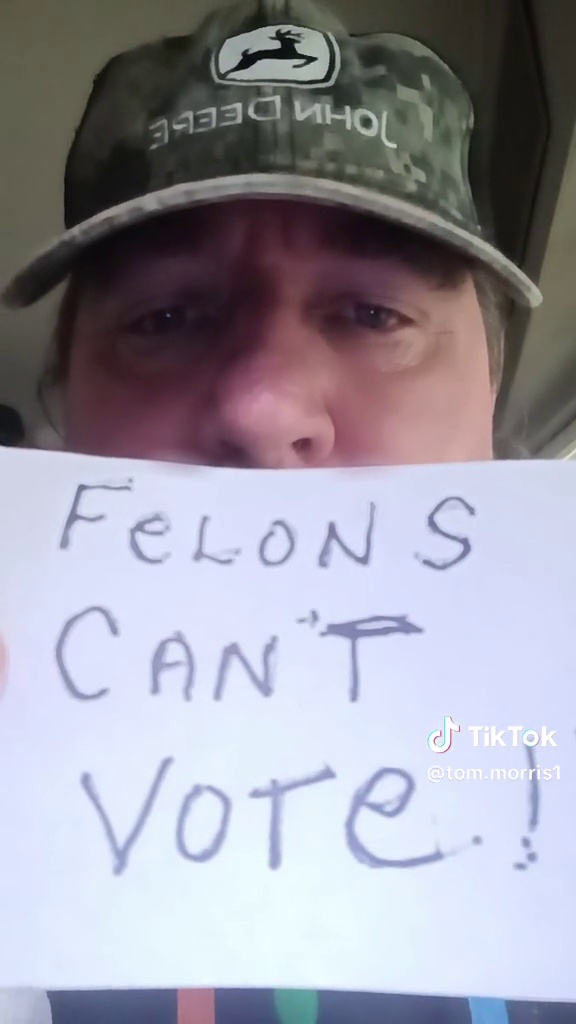 JOHN DEERE
FeLONS
CAN'T
VOTe.!
TikTok
@tom.morris1